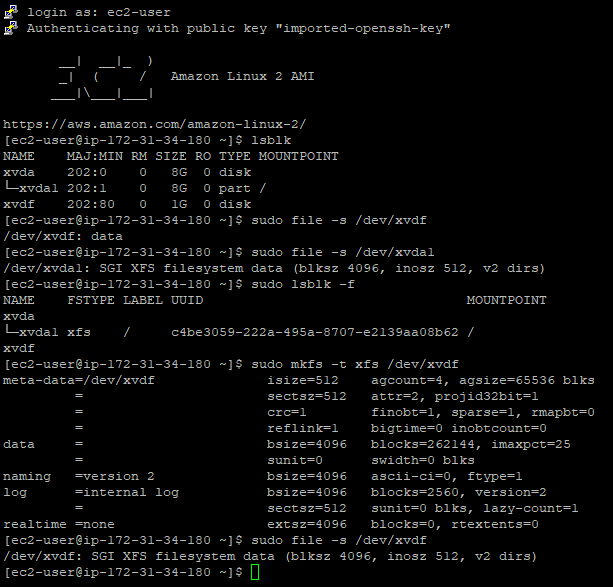 login as: ec2-user
Authenticating with public key "imported-openssh-key"
__|  __|_  )
_|  (     /   Amazon Linux 2 AMI
___|\___|___|
https://aws.amazon.com/amazon-linux-2/
[ec2-user@ip-172-31-34-180 ~]$ lsblk
NAME    MAJ:MIN RM SIZE RO TYPE MOUNTPOINT
xvda    202:0    0   8G  0 disk
└─xvda1 202:1    0   8G  0 part /
xvdf    202:80   0   1G  0 disk
[ec2-user@ip-172-31-34-180 ~]$ sudo file -s /dev/xvdf
/dev/xvdf: data
[ec2-user@ip-172-31-34-180 ~]$ sudo file -s /dev/xvda1
/dev/xvda1: SGI XFS filesystem data (blksz 4096, inosz 512, v2 dirs)
[ec2-user@ip-172-31-34-180 ~]$ sudo lsblk -f
NAME    FSTYPE LABEL UUID                                 MOUNTPOINT
xvda
└─xvda1 xfs    /     c4be3059-222a-495a-8707-e2139aa08b62 /
xvdf
[ec2-user@ip-172-31-34-180 ~]$ sudo mkfs -t xfs /dev/xvdf
meta-data=/dev/xvdf              isize=512    agcount=4, agsize=65536 blks
         =                       sectsz=512   attr=2, projid32bit=1
         =                       crc=1        finobt=1, sparse=1, rmapbt=0
         =                       reflink=1    bigtime=0 inobtcount=0
data     =                       bsize=4096   blocks=262144, imaxpct=25
         =                       sunit=0      swidth=0 blks
naming   =version 2              bsize=4096   ascii-ci=0, ftype=1
log      =internal log           bsize=4096   blocks=2560, version=2
         =                       sectsz=512   sunit=0 blks, lazy-count=1
realtime =none                   extsz=4096   blocks=0, rtextents=0
[ec2-user@ip-172-31-34-180 ~]$ sudo file -s /dev/xvdf
/dev/xvdf: SGI XFS filesystem data (blksz 4096, inosz 512, v2 dirs)
[ec2-user@ip-172-31-34-180 ~]$